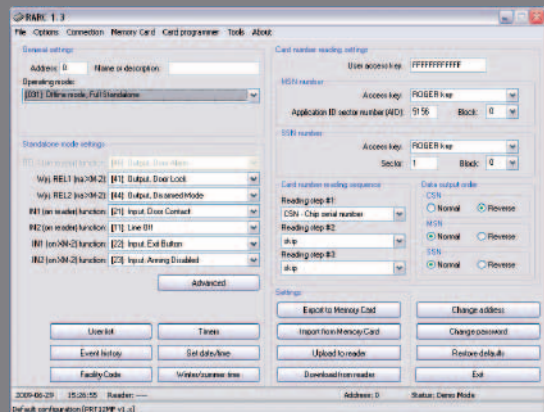 RARC 1.3
File Options Connection Memory Card Card programmer Tools About
General settings
Address: 0 Name or description:
Operating mode:
[031] Offline mode, Full Standalone
Standalone mode settings
function: [48] Output, Door Alarm
Wyj. REL1 (na XM-2): [41] Output, Door Lock
Wyj. REL2 (na XM-2): [44] Output, Disarmed Mode
IN1 (on reader) function: [21] Input, Door Contact
IN2 (on reader) function: [11] Line Off
IN1 (on XM-2) function: [22] Input, Exit Button
IN2 (on XM-2) function: [23] Input, Arming Disabled
Advanced
User list Timers
Event history Set date/time
Facility Code Winter/summer time
Card number reading settings
User access key: FFFFFFFFFFFF
MSN number
Access key: ROGER key
Application ID sector number (AID): 5156 Block: 0
SSN number
Access key: ROGER key
Sector: 1 Block: 0
Card number reading sequence
Reading step #1
CSN - Chip serial number
Reading step #2
skip
Reading step #3
skip
Data output order
CSN
Normal Reverse
MSN
Normal Reverse
SSN
Normal Reverse
Settings
Export to Memory Card Change address
Import from Memory Card Change password
Upload to reader Restore defaults
Download from reader Exit
2009-06-29 15:26:55 Reader: --- Address: 0 Status: Demo Mode
Default configuration [PRT12MF v1.x]